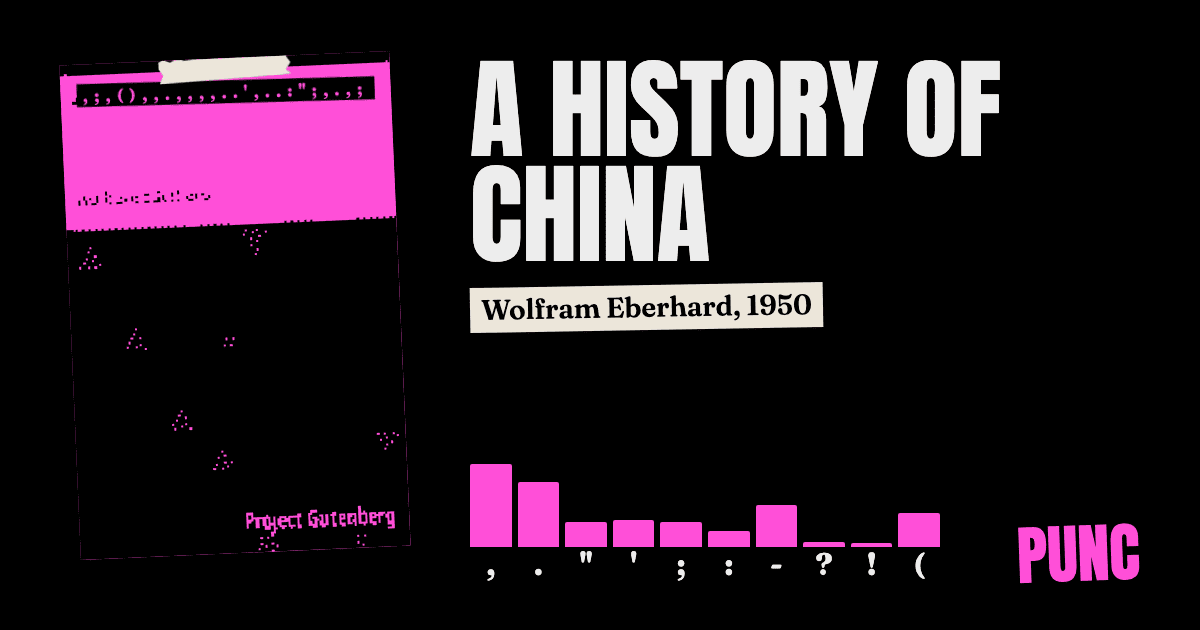 ,;,(),,.,,,,..',..:";,.,;
A HISTORY OF
CHINA
Wolfram Eberhard, 1950
Project Gutenberg
, . " ' ; : - ? ! (
PUNC